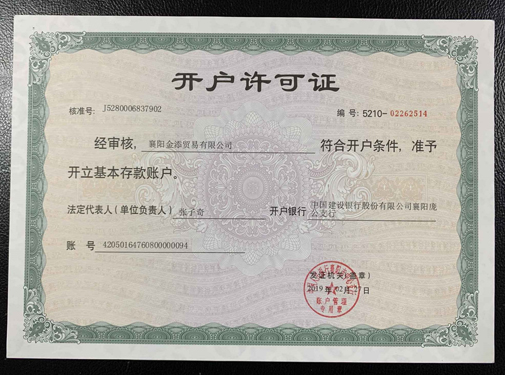 开户许可证
核准号: J5280006837902
编号: 5210-02262514
经审核, 襄阳金添贸易有限公司 符合开户条件, 准予
开立基本存款账户。
法定代表人(单位负责人) 张子奇 开户银行 中国建设银行股份有限公司襄阳庞
公支行
账号 42050164760800000094
发证机关(盖章)
2019年02月27日
账户管理
专用章